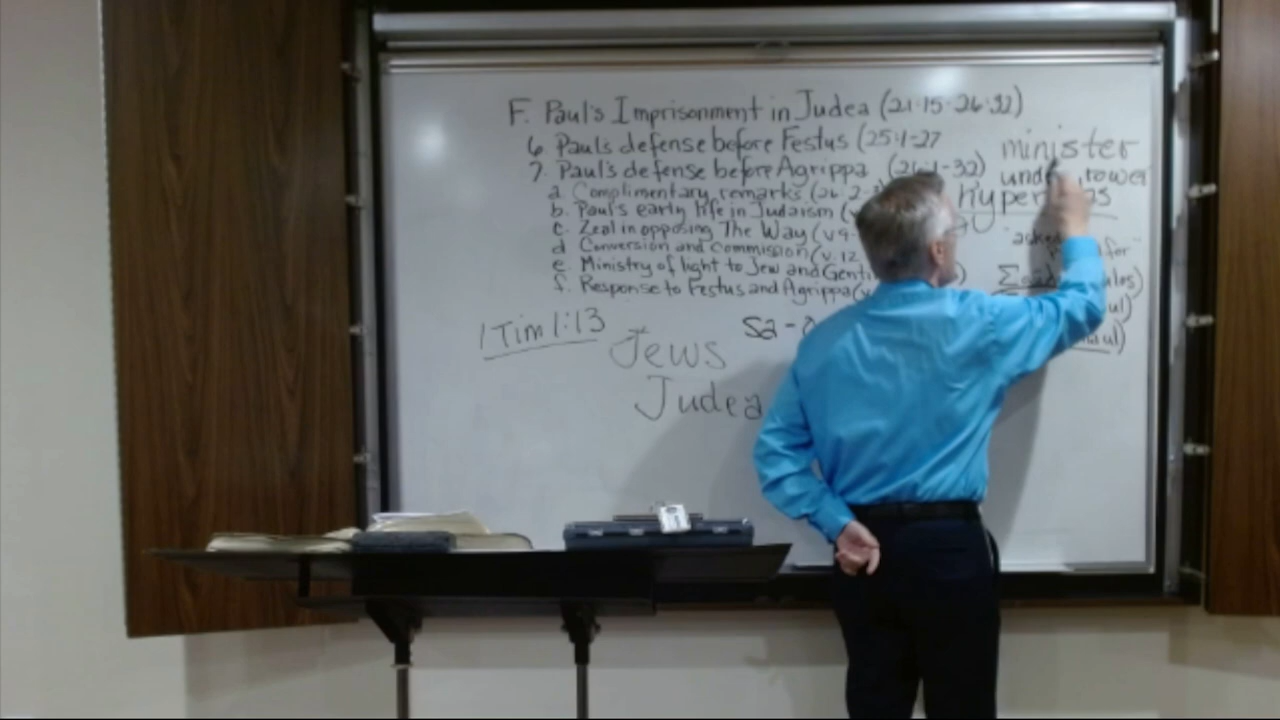 F. Paul's Imprisonment in Judea (21:15-26:32)
6. Paul's defense before Festus (25:1-27
7. Paul's defense before Agrippa (26:1-32)
a. Complimentary remarks (26:2-3
b. Paul's early life in Judaism (v
c. Zeal in opposing The Way (v 9-
d Conversion and Commission (v. 12
e. Ministry of light to Jew and Genti
f. Response to Festus and Agrippa (v
minister
hyper
"aske
for"
1 Tim 1:13
Jews
Judea
sa-